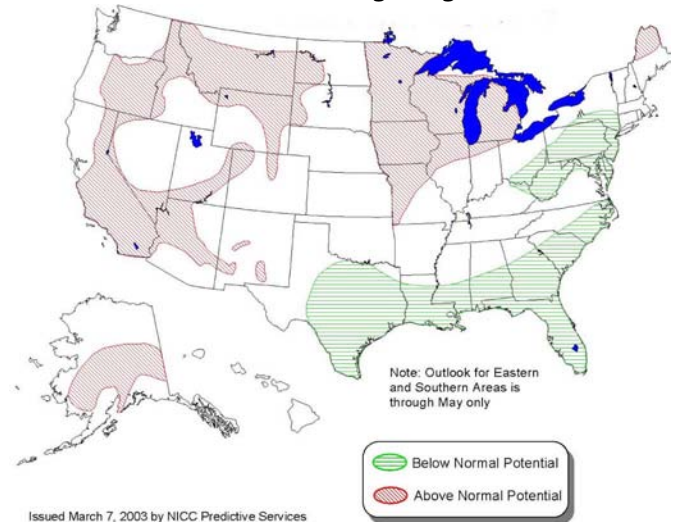 Note: Outlook for Eastern
and Southern Areas is
through May only
Below Normal Potential
Above Normal Potential
Issued March 7, 2003 by NICC Predictive Services